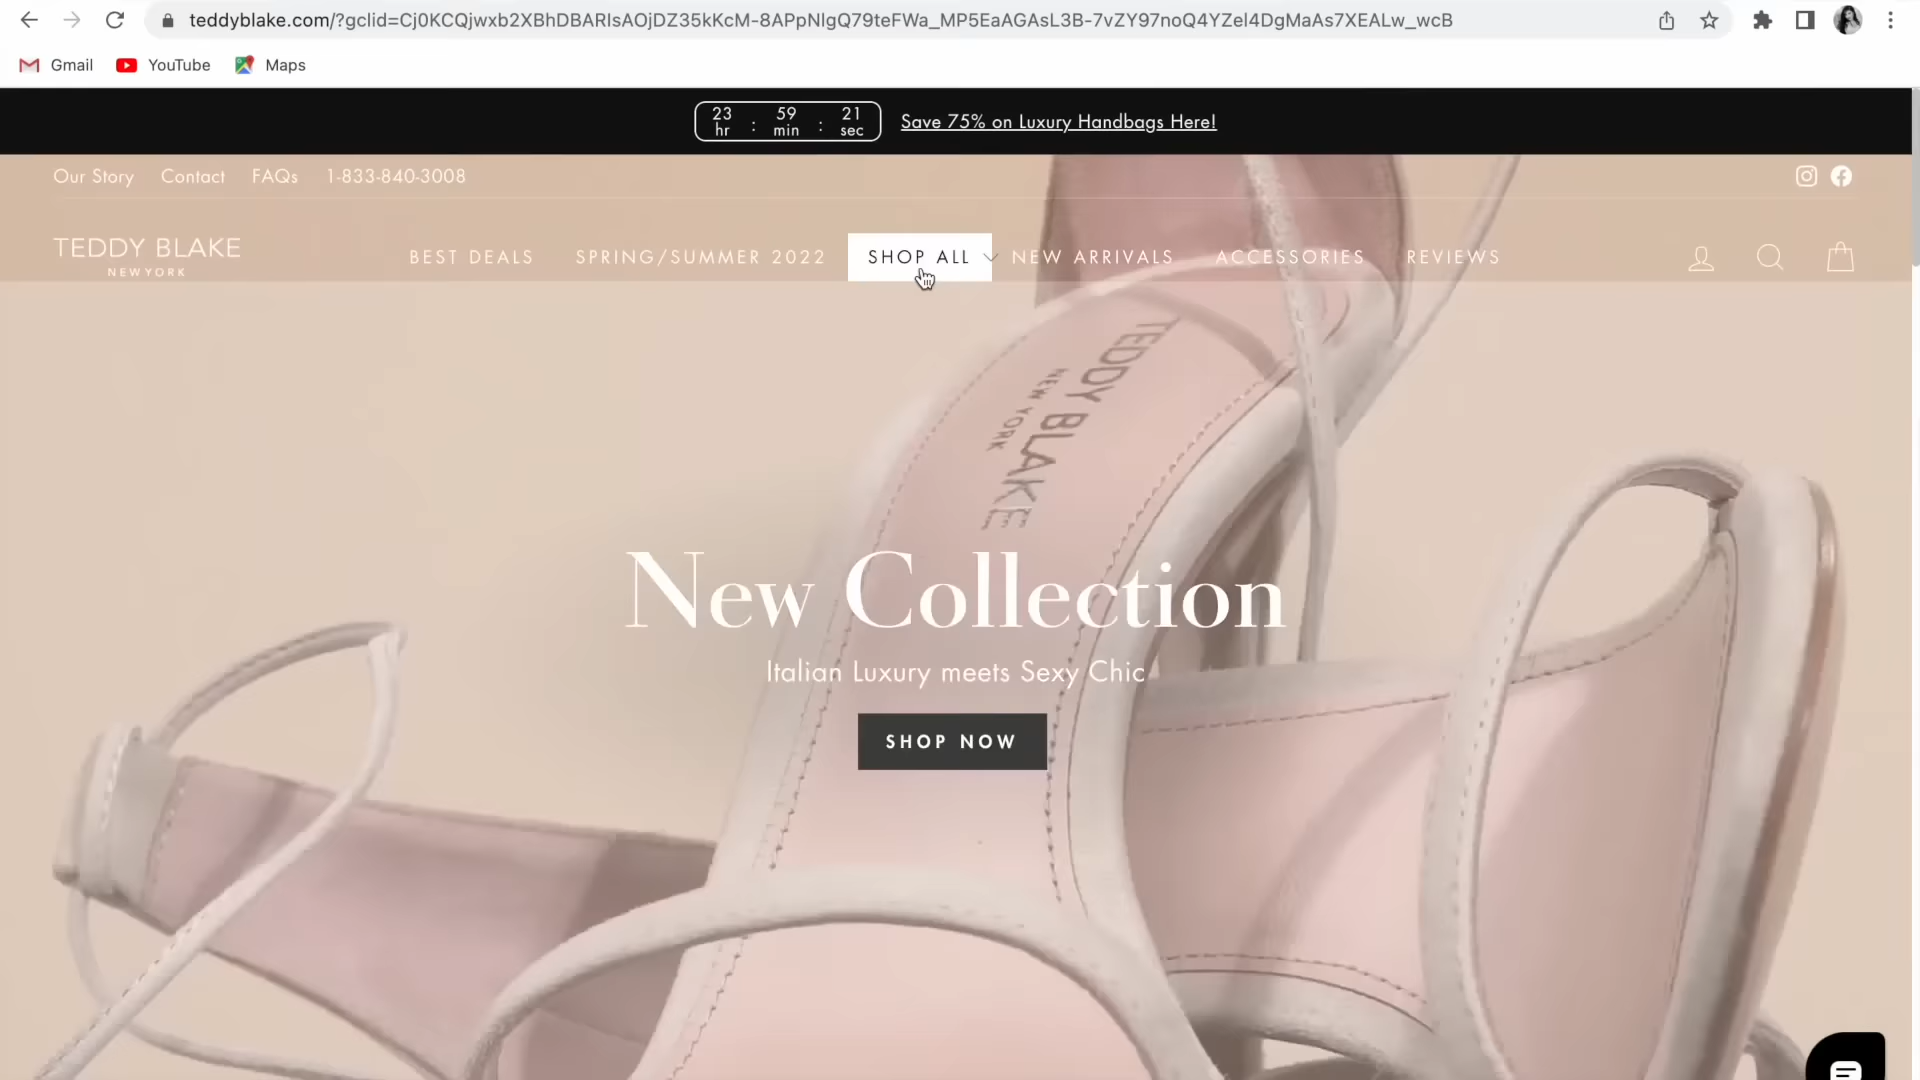 teddyblake.com/?gclid=Cj0KCQjwxb2XBhDBARIsAOjDZ35kKcM-8APpNlgQ79teFWa_MP5EaAGAsL3B-7vZY97noQ4YZel4DgMaAs7XEALw_wcB
Gmail YouTube Maps
23 : 59 : 21
hr min sec
Save 75% on Luxury Handbags Here!
Our Story Contact FAQs 1-833-840-3008
TEDDY BLAKE
NEW YORK
BEST DEALS SPRING/SUMMER 2022 SHOP ALL NEW ARRIVALS ACCESSORIES REVIEWS
TEDDY BLAKE
NEW YORK
New Collection
Italian Luxury meets Sexy Chic
SHOP NOW